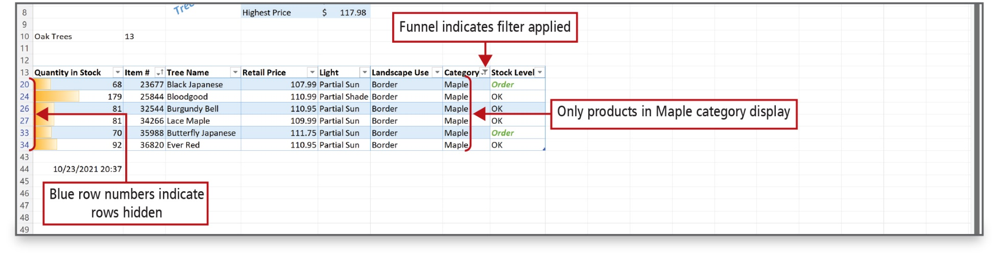 Tree
8 Highest Price $ 117.98
Funnel indicates filter applied
9
10 Oak Trees 13
11
12
13 Quantity in Stock Item # Tree Name Retail Price Light Landscape Use Category Stock Level
20 68 23677 Black Japanese 107.99 Partial Sun Border Maple Order
24 179 25844 Bloodgood 110.99 Partial Shade Border Maple OK
26 81 32544 Burgundy Bell 110.95 Partial Sun Border Maple OK
Only products in Maple category display
27 81 34266 Lace Maple 109.99 Partial Sun Border Maple OK
33 70 35988 Butterfly Japanese 111.75 Partial Sun Border Maple Order
34 92 36820 Ever Red 110.95 Partial Sun Border Maple OK
43
44 10/23/2021 20:37
45
46
47
48
49
Blue row numbers indicate
rows hidden